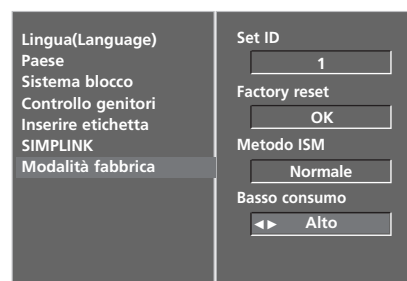 Lingua(Language)
Paese
Sistema blocco
Controllo genitori
Inserire etichetta
SIMPLINK
Modalità fabbrica
Set ID
1
Factory reset
OK
Metodo ISM
Normale
Basso consumo
◄► Alto